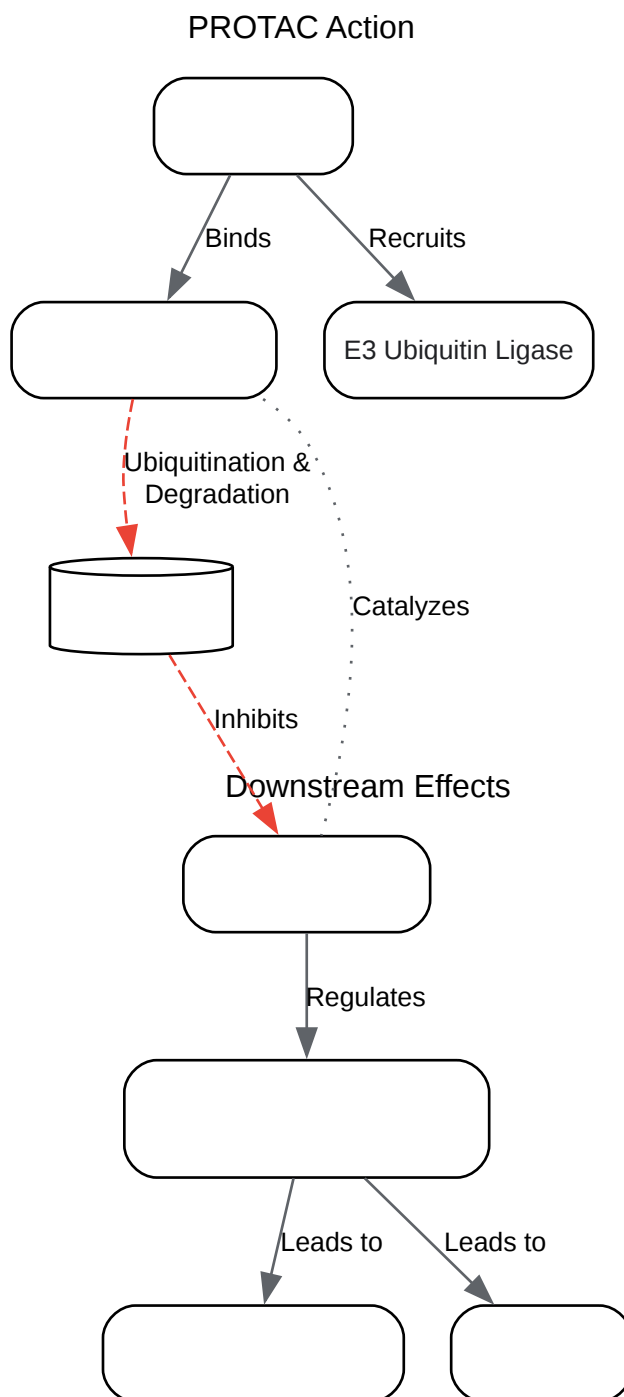 PROTAC Action
Binds
Recruits
E3 Ubiquitin Ligase
Ubiquitination &
Degradation
Catalyzes
Inhibits
Downstream Effects
Regulates
Leads to
Leads to